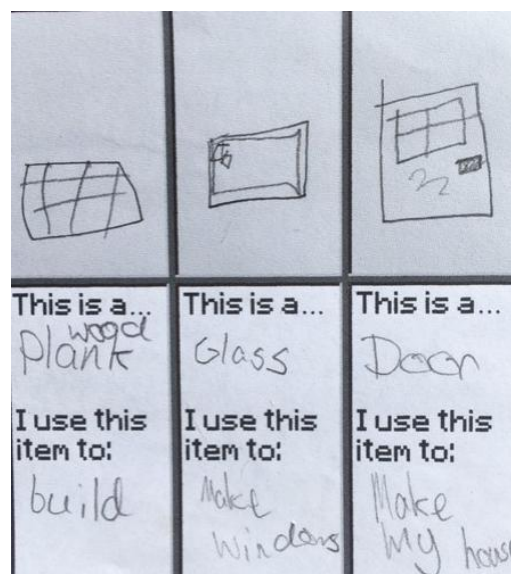 This is a...
wood
Plank
I use this
item to:
build
This is a...
Glass
I use this
item to:
Make
windows
This is a...
Door
I use this
item to:
Make
My house